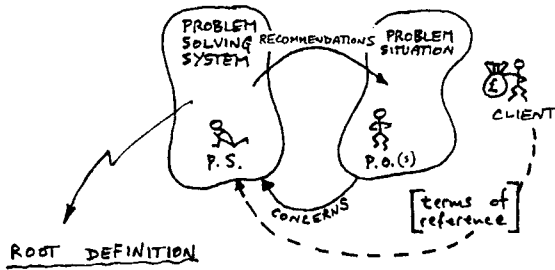 PROBLEM
SOLVING
SYSTEM
RECOMMENDATIONS
PROBLEM
SITUATION
£
CLIENT
P. S.
P.O.(s)
CONCERNS
[terms of
reference]
ROOT DEFINITION